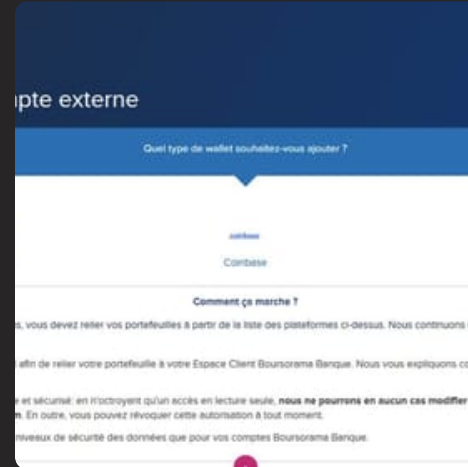 pte externe
Quel type de wallet souhaitez-vous ajouter ?
coinbase
Coinbase
Comment ça marche ?
s, vous devez relier vos portefeuilles à partir de la liste des plateformes ci-dessus. Nous continuons
afin de relier votre portefeuille à votre Espace Client Boursorama Banque. Nous vous expliquons co
e et sécurisé: en n'octroyant qu'un accès en lecture seule, nous ne pourrons en aucun cas modifier
m. En outre, vous pouvez révoquer cette autorisation à tout moment.
niveaux de sécurité des données que pour vos comptes Boursorama Banque.